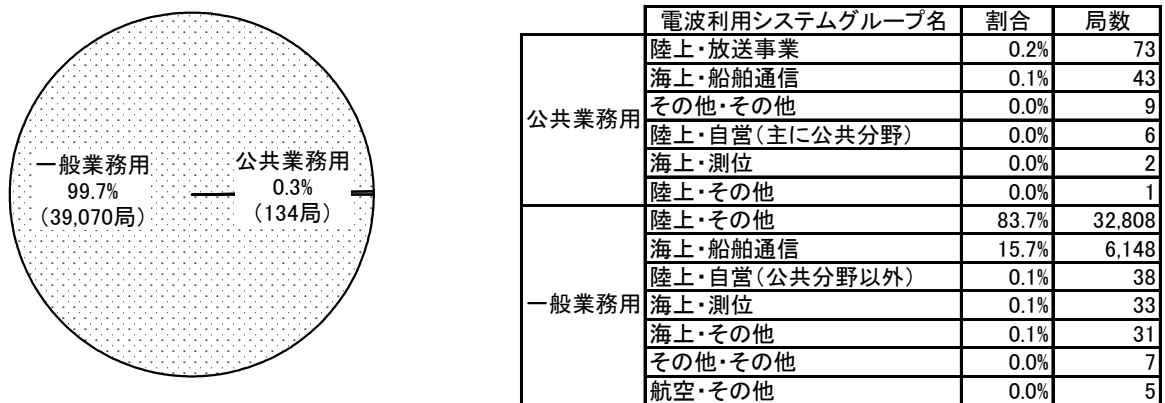 一般業務用
99.7%
(39,070局)
公共業務用
0.3%
(134局)
電波利用システムグループ名 割合 局数
公共業務用
陸上・放送事業 0.2% 73
海上・船舶通信 0.1% 43
その他・その他 0.0% 9
陸上・自営(主に公共分野) 0.0% 6
海上・測位 0.0% 2
陸上・その他 0.0% 1
一般業務用
陸上・その他 83.7% 32,808
海上・船舶通信 15.7% 6,148
陸上・自営(公共分野以外) 0.1% 38
海上・測位 0.1% 33
海上・その他 0.1% 31
その他・その他 0.0% 7
航空・その他 0.0% 5